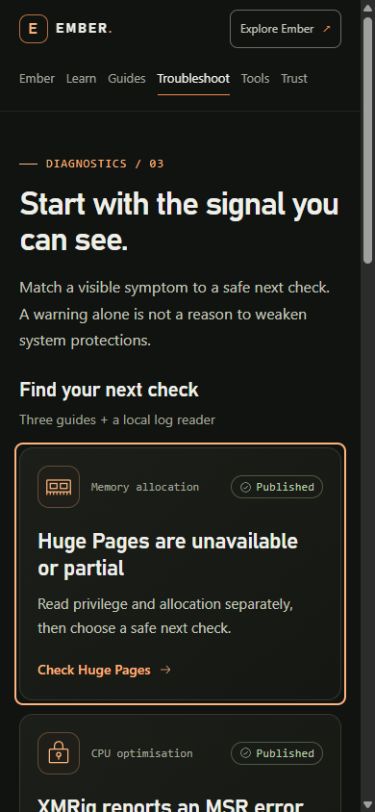 E EMBER.
Explore Ember ↗
Ember Learn Guides Troubleshoot Tools Trust
DIAGNOSTICS / 03
Start with the signal you
can see.
Match a visible symptom to a safe next check.
A warning alone is not a reason to weaken
system protections.
Find your next check
Three guides + a local log reader
Memory allocation Published
Huge Pages are unavailable
or partial
Read privilege and allocation separately,
then choose a safe next check.
Check Huge Pages →
CPU optimisation Published
XMRig reports an MSR error